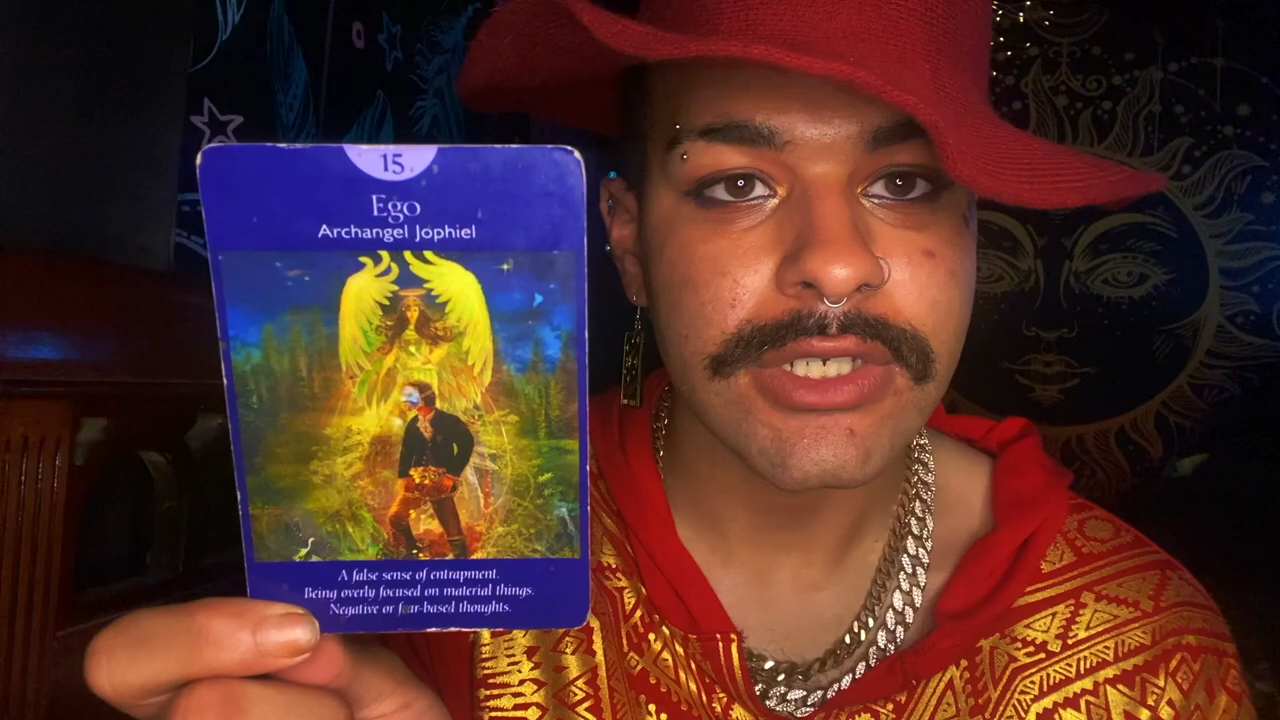 15
Ego
Archangel Jophiel
A false sense of entrapment.
Being overly focused on material things.
Negative or fear-based thoughts.